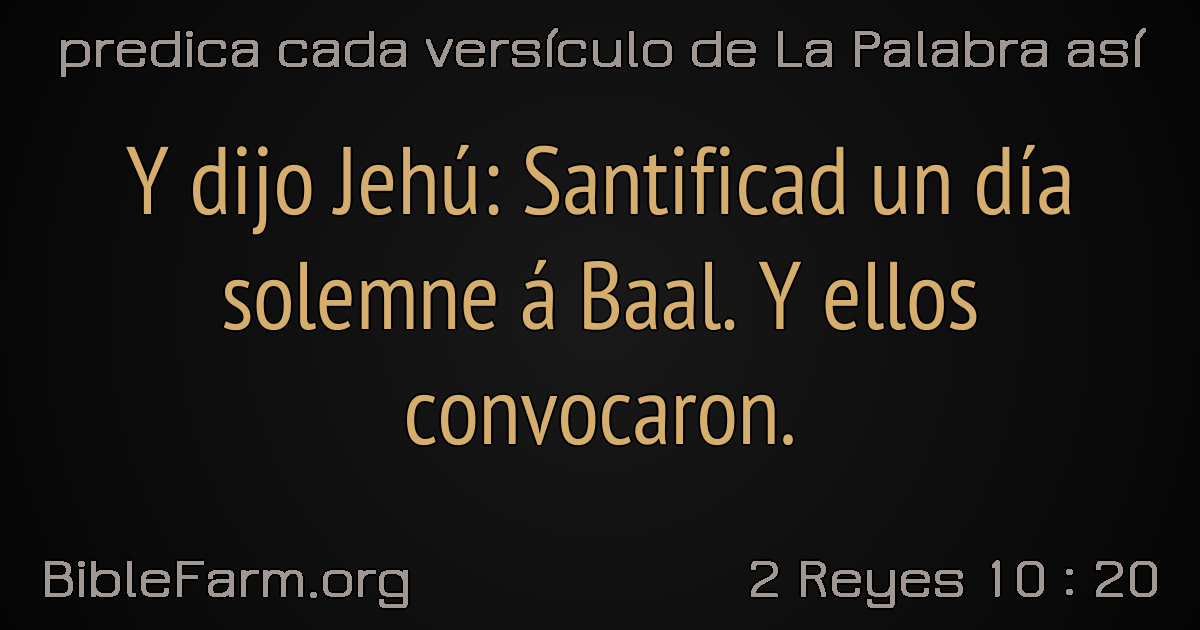 predica cada versículo de La Palabra así
Y dijo Jehú: Santificad un día
solemne á Baal. Y ellos
convocaron.
BibleFarm.org
2 Reyes 10 : 20